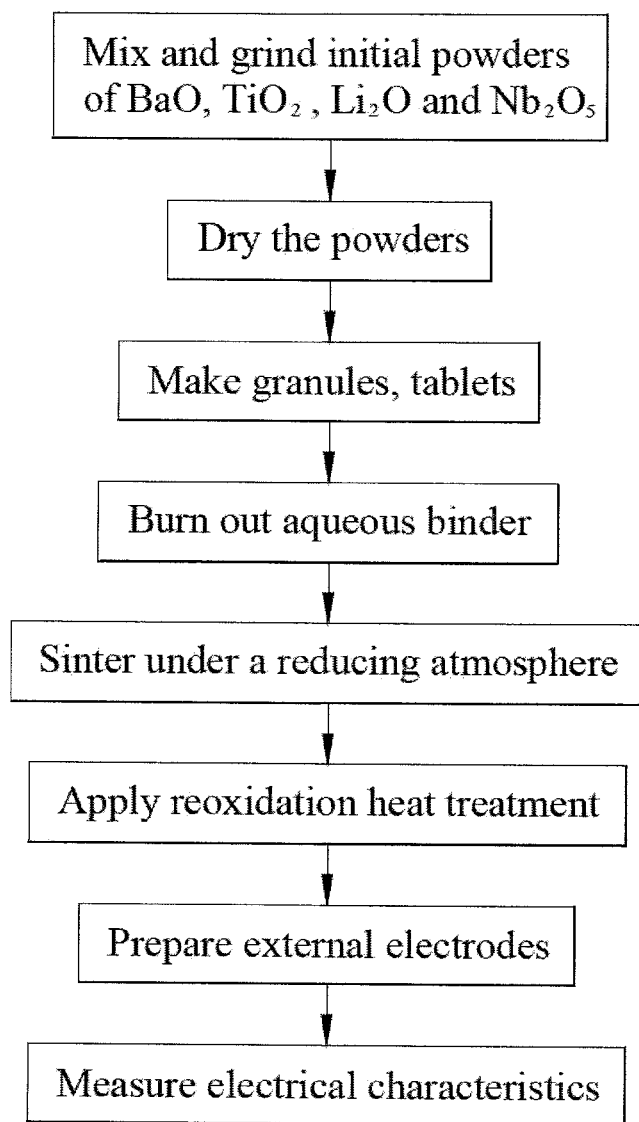 Mix and grind initial powders
of BaO, TiO₂ , Li₂O and Nb₂O₅
Dry the powders
Make granules, tablets
Burn out aqueous binder
Sinter under a reducing atmosphere
Apply reoxidation heat treatment
Prepare external electrodes
Measure electrical characteristics